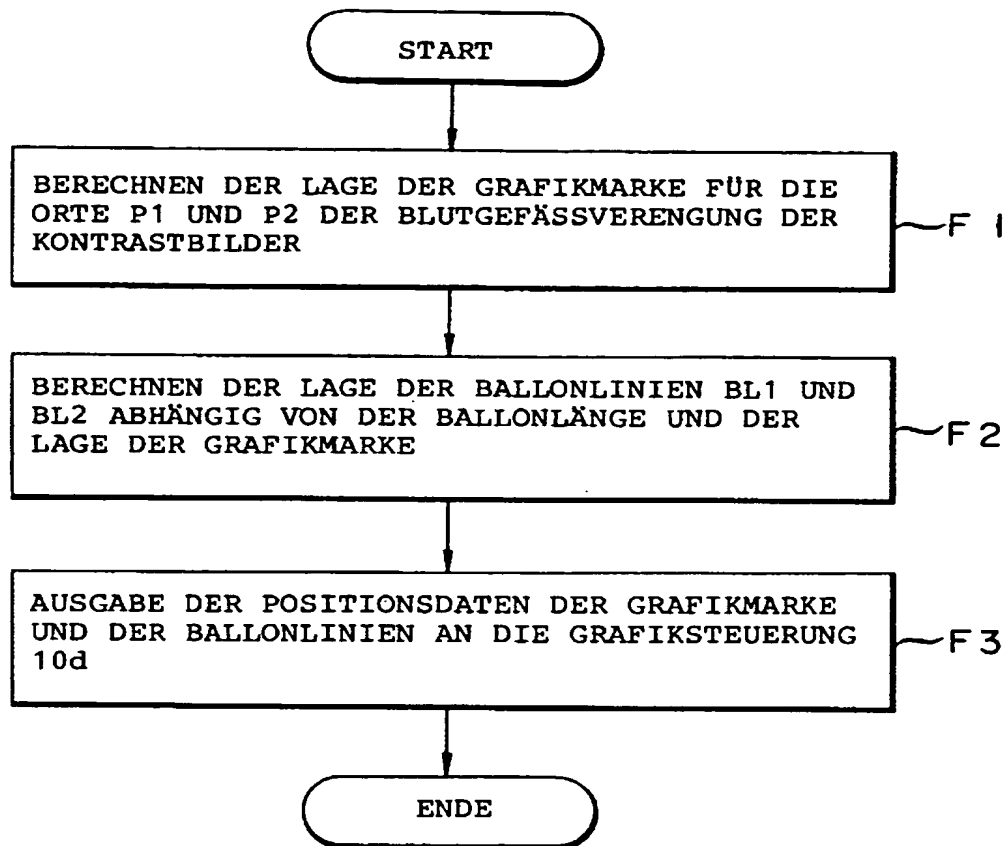 START
BERECHNEN DER LAGE DER GRAFIKMARKE FÜR DIE
ORTE P1 UND P2 DER BLUTGEFÄSSVERENGUNG DER
KONTRASTBILDER
F 1
BERECHNEN DER LAGE DER BALLONLINIEN BL1 UND
BL2 ABHÄNGIG VON DER BALLONLÄNGE UND DER
LAGE DER GRAFIKMARKE
F 2
AUSGABE DER POSITIONSDATEN DER GRAFIKMARKE
UND DER BALLONLINIEN AN DIE GRAFIKSTEUERUNG
10d
F 3
ENDE